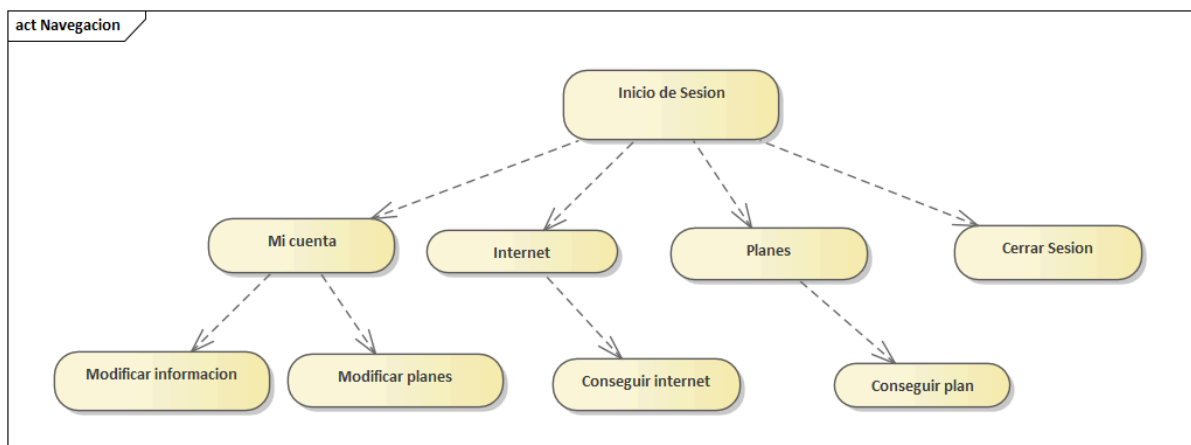 act Navegacion
Inicio de Sesion
Mi cuenta
Internet
Planes
Cerrar Sesion
Modificar informacion
Modificar planes
Conseguir internet
Conseguir plan